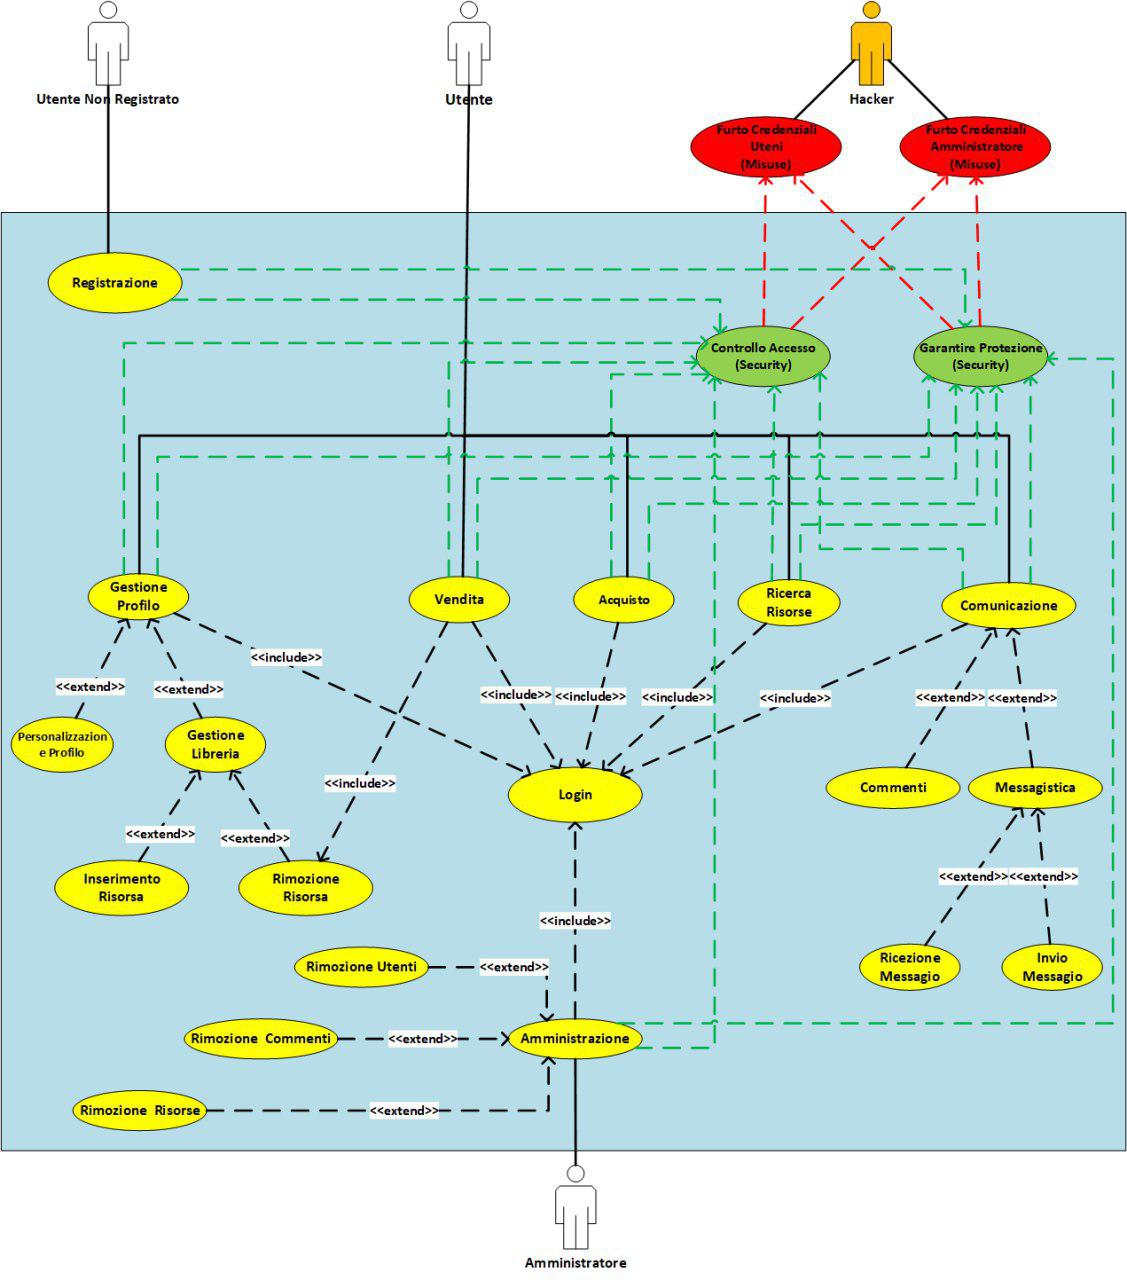 Utente Non Registrato
Utente
Hacker
Furto Credenziali
Uteni
(Misuse)
Furto Credenziali
Amministratore
(Misuse)
Registrazione
Controllo Accesso
(Security)
Garantire Protezione
(Security)
Gestione
Profilo
Vendita
Acquisto
Ricerca
Risorse
Comunicazione
<<include>>
<<extend>>
<<extend>>
<<include>>
<<include>>
<<include>>
<<include>>
<<extend>>
<<extend>>
Personalizzazion
e Profilo
Gestione
Libreria
<<include>>
Login
Commenti
Messagistica
<<extend>>
<<extend>>
Inserimento
Risorsa
Rimozione
Risorsa
<<extend>>
<<extend>>
<<include>>
Rimozione Utenti
<<extend>>
Ricezione
Messagio
Invio
Messagio
Rimozione Commenti
<<extend>>
Amministrazione
Rimozione Risorse
<<extend>>
Amministratore